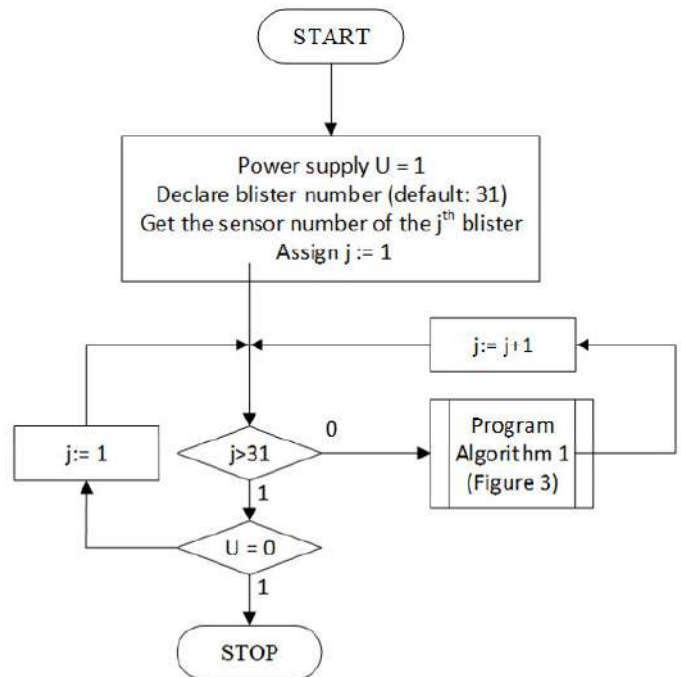 START
Power supply U = 1
Declare blister number (default: 31)
Get the sensor number of the jth blister
Assign j := 1
j:= j+1
j:= 1
j>31
0
Program
Algorithm 1
(Figure 3)
1
U = 0
1
STOP